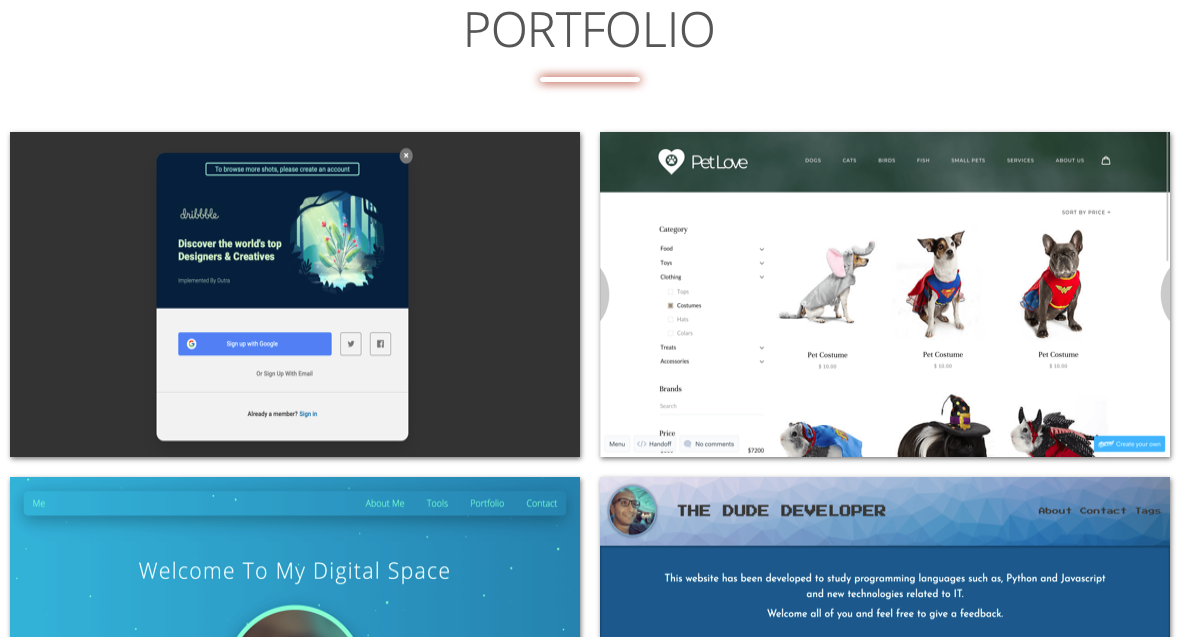 PORTFOLIO
To browse more shots, please create an account
dribbble
Discover the world's top
Designers & Creatives
Implemented By Dutra
Sign up with Google
Or Sign Up With Email
Already a member? Sign in
PetLove
DOGS CATS BIRDS FISH SMALL PETS SERVICES ABOUT US
SORT BY PRICE
Category
Food
Toys
Clothing
Tops
Costumes
Hats
Colors
Treats
Accessories
Brands
Search
Price
Pet Costume
$ 10.00
Pet Costume
$ 10.00
Pet Costume
$ 10.00
Menu </> Handoff No comments
$7200
Create your own
Me About Me Tools Portfolio Contact
Welcome To My Digital Space
THE DUDE DEVELOPER
About Contact Tags
This website has been developed to study programming languages such as, Python and Javascript
and new technologies related to IT.
Welcome all of you and feel free to give a feedback.